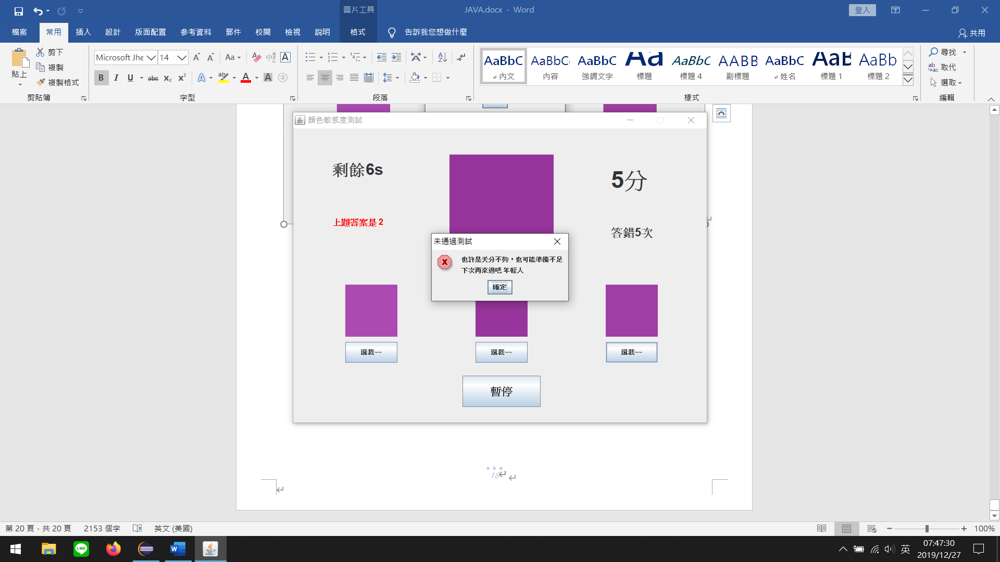 圖片工具
JAVA.docx - Word
登入
檔案
常用
插入
設計
版面配置
參考資料
郵件
校閱
檢視
說明
格式
告訴我您想做什麼
共用
貼上
剪下
複製
複製格式
剪貼簿
Microsoft Jhe
14
字型
段落
AaBbC
內文
AaBbC
內容
AaBbC
強調文字
Aa
標題
AaBbC
標題 4
AABB
副標題
AaBbC
姓名
AaB
標題 1
AaBb
標題 2
樣式
尋找
取代
選取
編輯
顏色敏感度測試
剩餘6s
5分
上題答案是 2
答錯5次
未通過測試
也許是天分不夠，也可能準備不足
下次再來過吧 年輕人
確定
選我~~
選我~~
選我~~
暫停
18
第 20 頁，共 20 頁
2153 個字
英文 (美國)
100%
英
07:47:30
2019/12/27